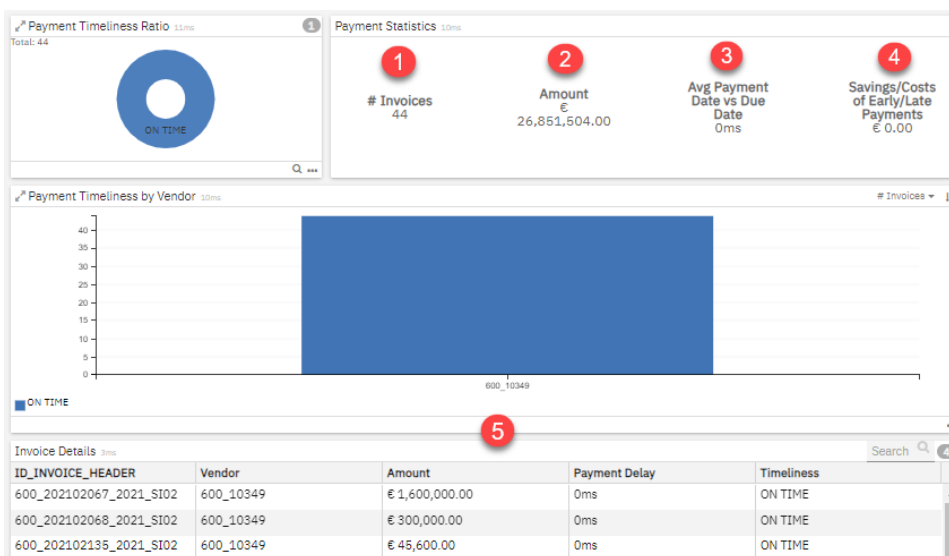 Payment Timeliness Ratio 11ms 1
Total: 44
ON TIME
Payment Statistics 10ms
1 2 3 4
# Invoices
44
Amount
€
26,851,504.00
Avg Payment
Date vs Due
Date
0ms
Savings/Costs
of Early/Late
Payments
€ 0.00
Payment Timeliness by Vendor 10ms # Invoices
40
35
30
25
20
15
10
5
0
600_10349
ON TIME
5
Invoice Details 3ms Search
ID_INVOICE_HEADER Vendor Amount Payment Delay Timeliness
600_202102067_2021_SI02 600_10349 € 1,600,000.00 0ms ON TIME
600_202102068_2021_SI02 600_10349 € 300,000.00 0ms ON TIME
600_202102135_2021_SI02 600_10349 € 45,600.00 0ms ON TIME